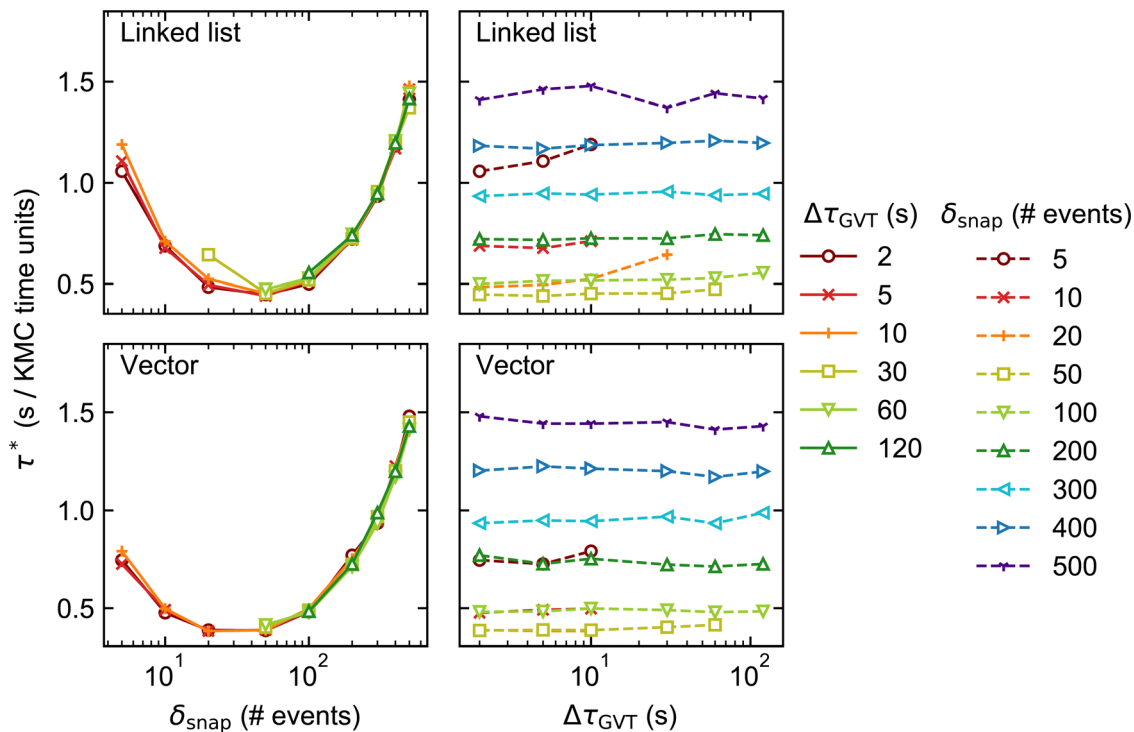 Linked list
Linked list
1.5
1.0
0.5
Vector
Vector
1.5
1.0
0.5
10¹ 10² 10¹ 10²
δsnap (# events)
ΔτGVT (s)
τ* (s / KMC time units)
ΔτGVT (s)
2
5
10
30
60
120
δsnap (# events)
5
10
20
50
100
200
300
400
500